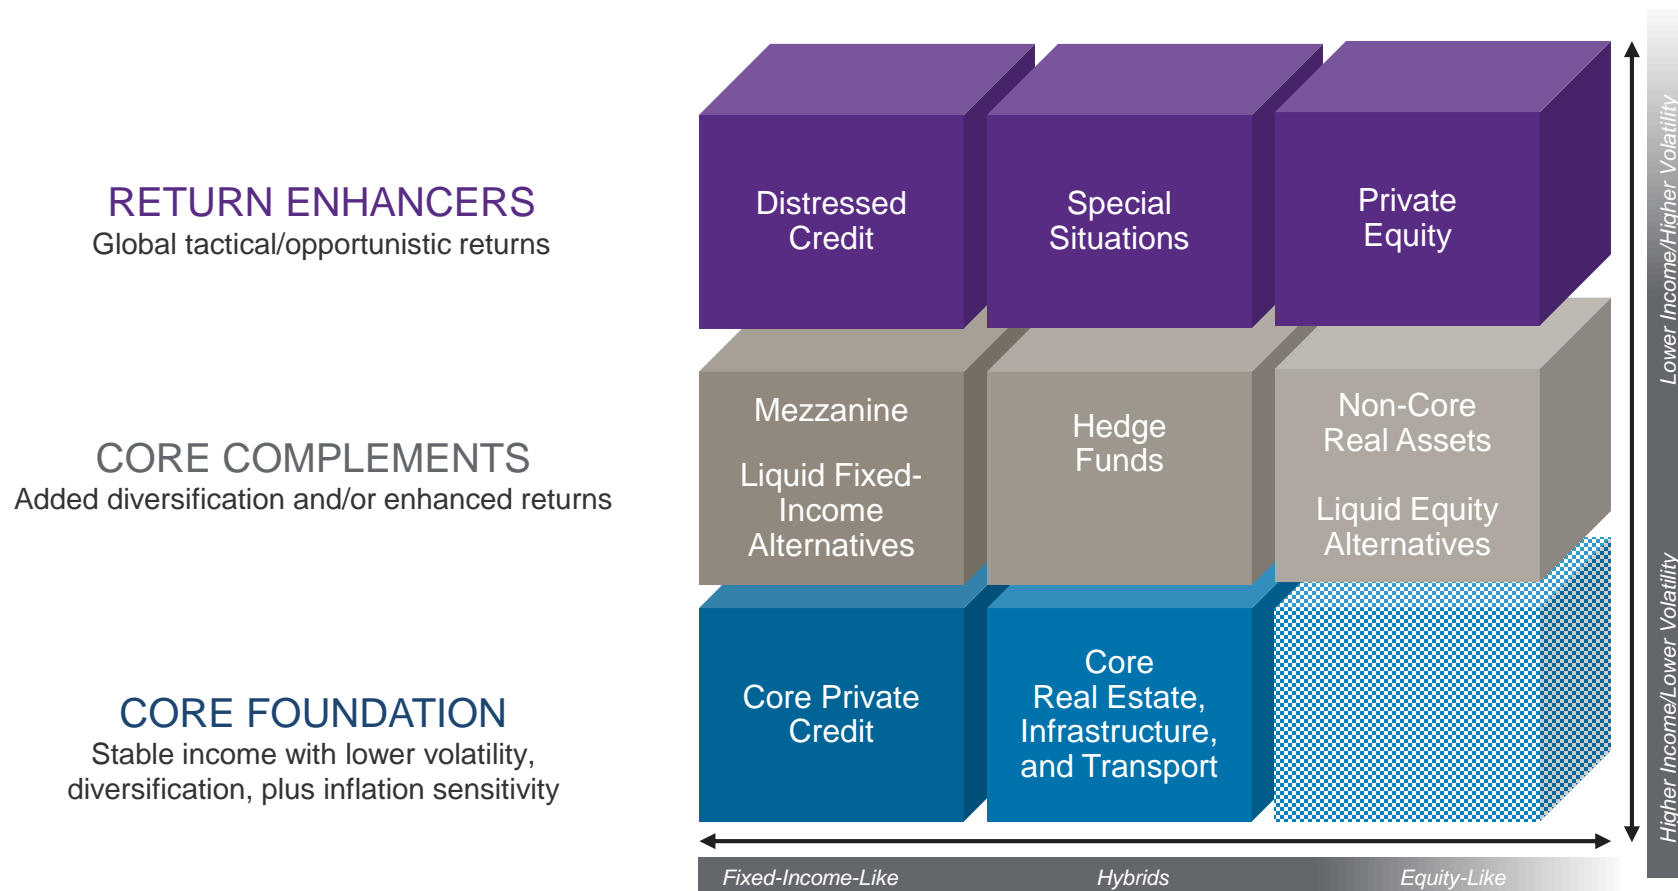 RETURN ENHANCERS
Global tactical/opportunistic returns
Distressed
Credit
Special
Situations
Private
Equity
CORE COMPLEMENTS
Added diversification and/or enhanced returns
Mezzanine
Liquid Fixed-
Income
Alternatives
Hedge
Funds
Non-Core
Real Assets
Liquid Equity
Alternatives
CORE FOUNDATION
Stable income with lower volatility,
diversification, plus inflation sensitivity
Core Private
Credit
Core
Real Estate,
Infrastructure,
and Transport
Lower Income/Higher Volatility
Higher Income/Lower Volatility
Fixed-Income-Like
Hybrids
Equity-Like